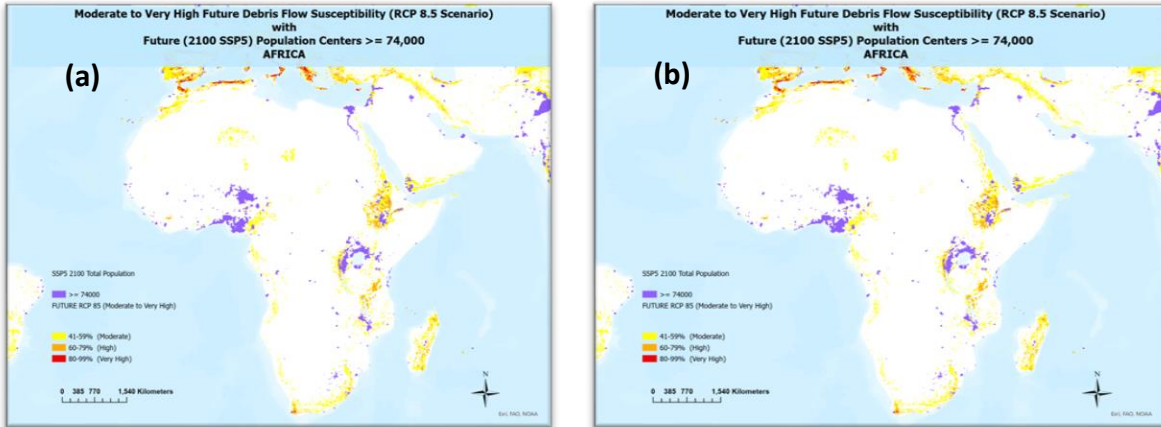 Moderate to Very High Future Debris Flow Susceptibility (RCP 8.5 Scenario)
with
Future (2100 SSP5) Population Centers >= 74,000
AFRICA
(a)
SSP5 2100 Total Population
>= 74000
FUTURE RCP 85 (Moderate to Very High)
41-59% (Moderate)
60-79% (High)
80-99% (Very High)
0 385 770 1,540 Kilometers
N
Esri, FAO, NOAA
Moderate to Very High Future Debris Flow Susceptibility (RCP 8.5 Scenario)
with
Future (2100 SSP5) Population Centers >= 74,000
AFRICA
(b)
SSP5 2100 Total Population
>= 74000
FUTURE RCP 85 (Moderate to Very High)
41-59% (Moderate)
60-79% (High)
80-99% (Very High)
0 385 770 1,540 Kilometers
N
Esri, FAO, NOAA